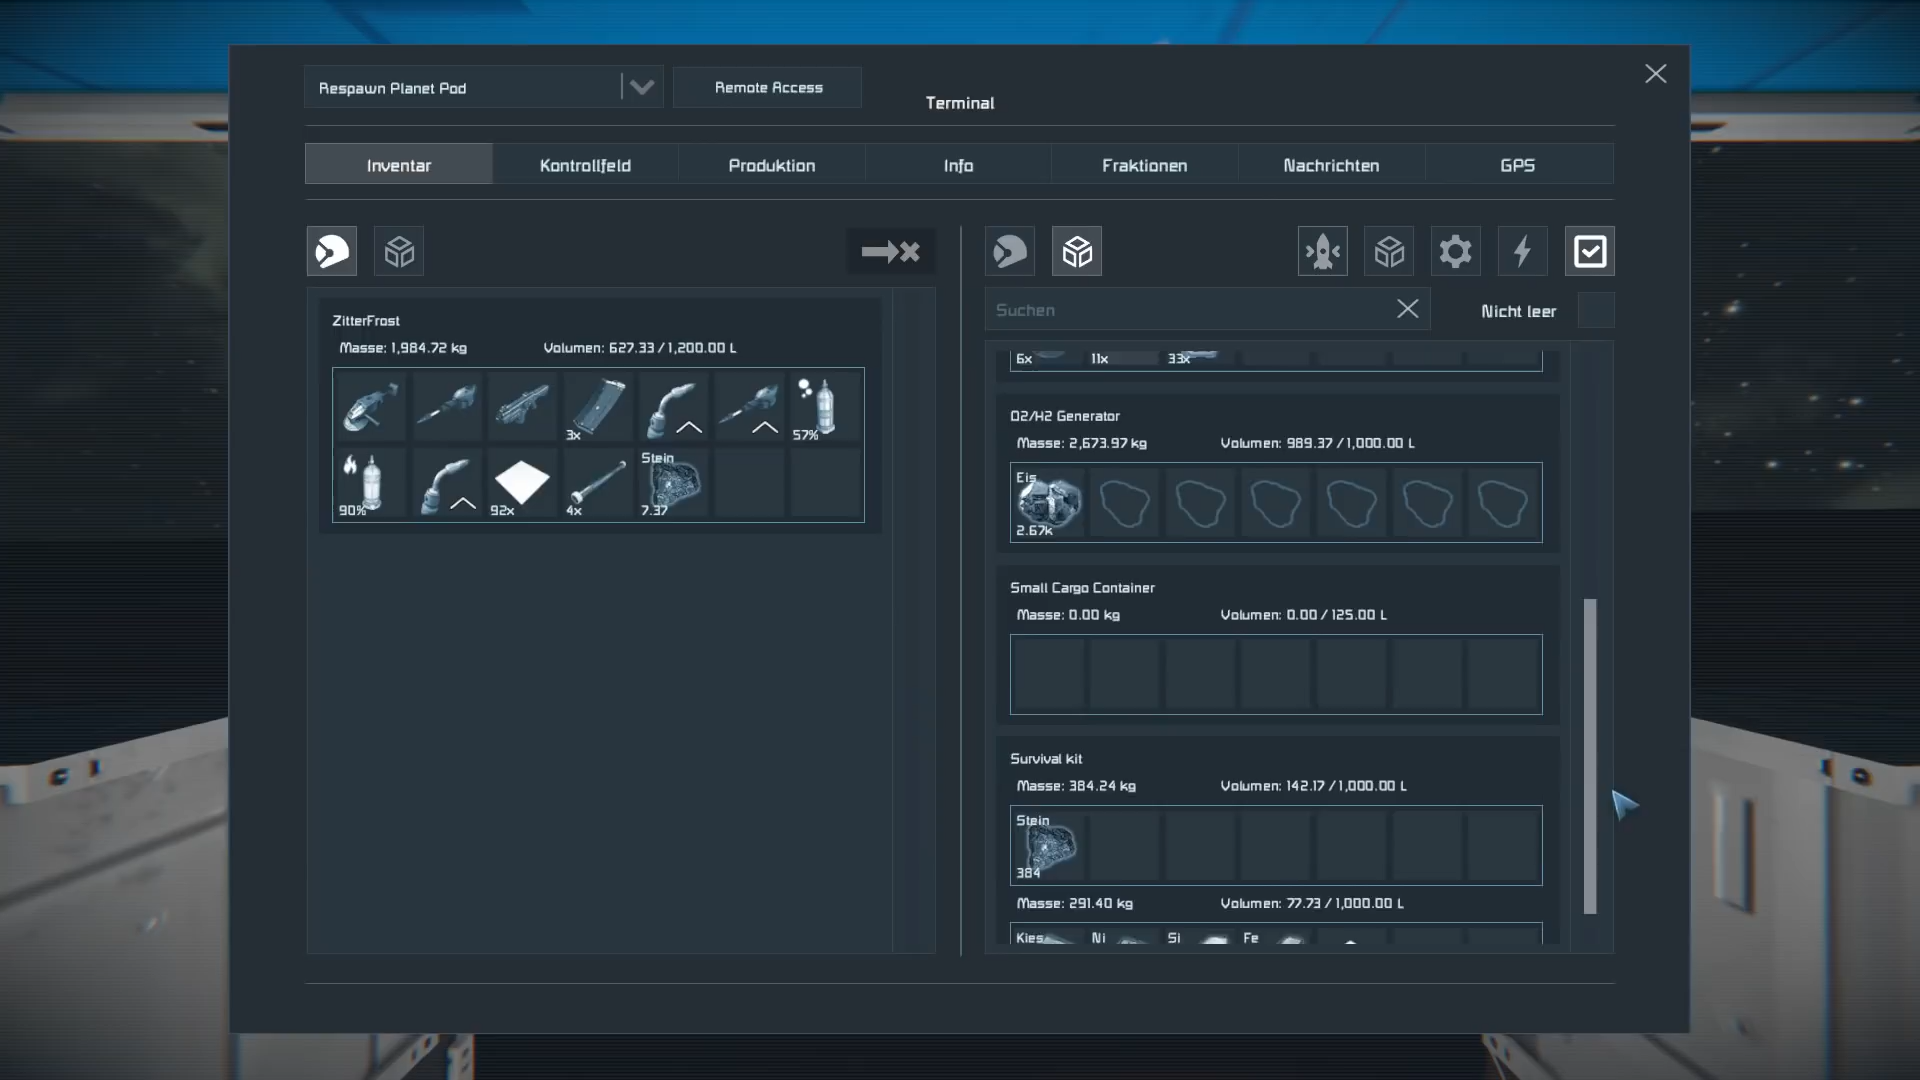 Respawn Planet Pod
Remote Access
Terminal
Inventar
Kontrollfeld
Produktion
Info
Fraktionen
Nachrichten
GPS
ZitterFrost
Masse: 1,984.72 kg
Volumen: 627.33 / 1,200.00 L
3x
57%
90%
92x
4x
Stein
7.37
Suchen
Nicht leer
6x
11x
33x
O2/H2 Generator
Masse: 2,673.97 kg
Volumen: 989.37 / 1,000.00 L
Eis
2.67k
Small Cargo Container
Masse: 0.00 kg
Volumen: 0.00 / 125.00 L
Survival kit
Masse: 384.24 kg
Volumen: 142.17 / 1,000.00 L
Stein
384
Masse: 291.40 kg
Volumen: 77.73 / 1,000.00 L
Kies
Ni
Si
Fe